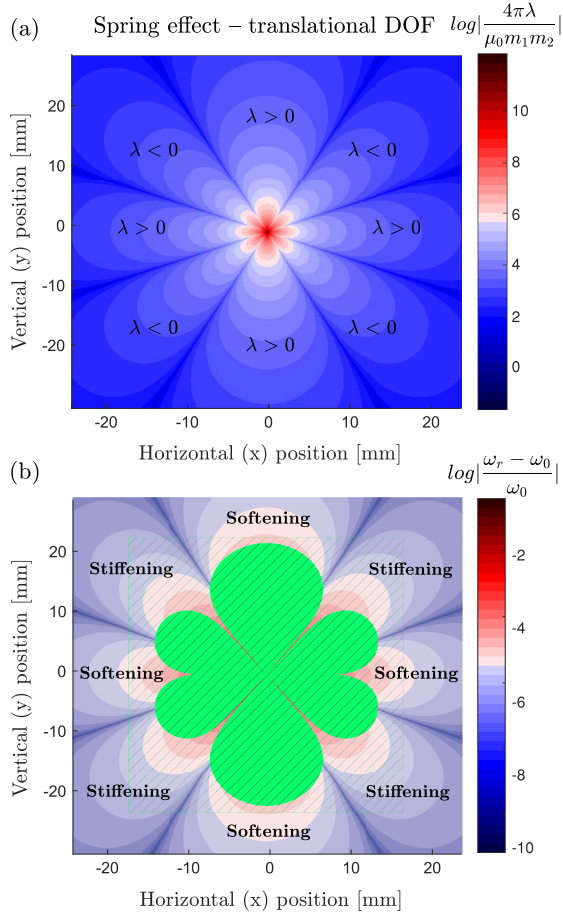 (a)
Spring effect – translational DOF
log|4πλ/μ₀m₁m₂|
Vertical (y) position [mm]
20
10
0
-10
-20
λ > 0
λ < 0
λ < 0
λ > 0
λ > 0
λ < 0
λ < 0
λ > 0
-20
-10
0
10
20
Horizontal (x) position [mm]
10
8
6
4
2
0
(b)
log|ωᵣ − ω₀/ω₀|
Vertical (y) position [mm]
20
10
0
-10
-20
Softening
Stiffening
Stiffening
Softening
Softening
Stiffening
Stiffening
Softening
-20
-10
0
10
20
Horizontal (x) position [mm]
-2
-4
-6
-8
-10